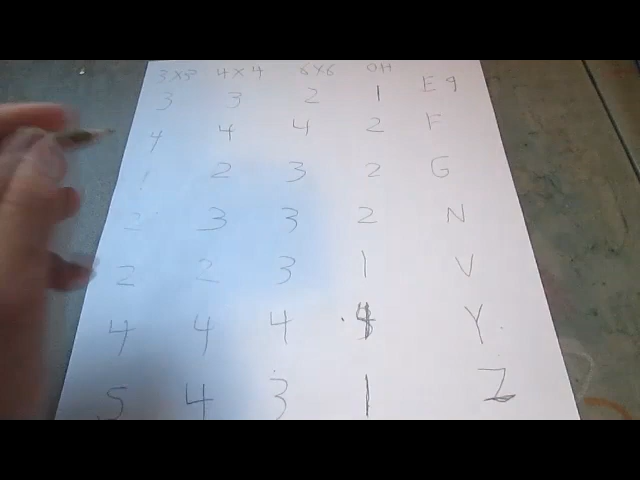 3x3 4x4 6x6 OH
3 3 2 1 E q
4 4 4 2 F
1 2 3 2 G
2 3 3 2 N
2 2 3 1 V
4 4 4 Y
5 4 3 1 Z